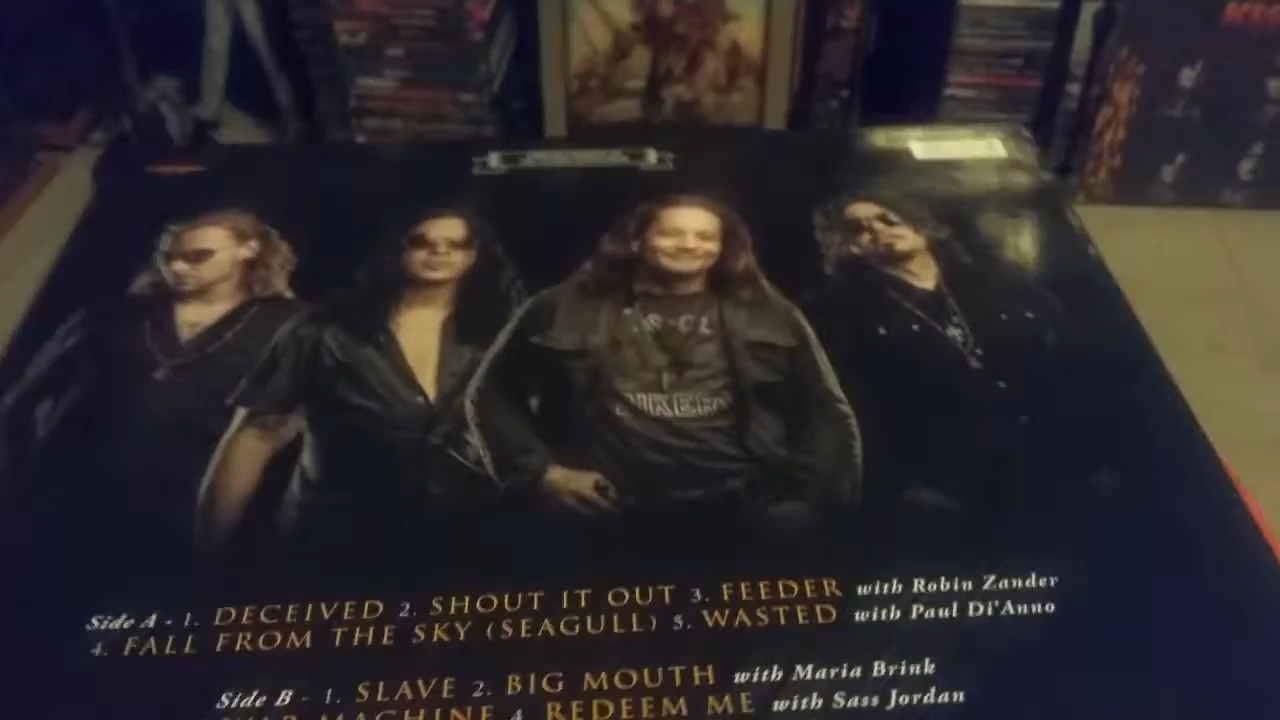 Side A - 1. DECEIVED 2. SHOUT IT OUT 3. FEEDER with Robin Zander
4. FALL FROM THE SKY (SEAGULL) 5. WASTED with Paul Di'Anno
Side B - 1. SLAVE 2. BIG MOUTH with Maria Brink
WAR MACHINE 4. REDEEM ME with Sass Jordan